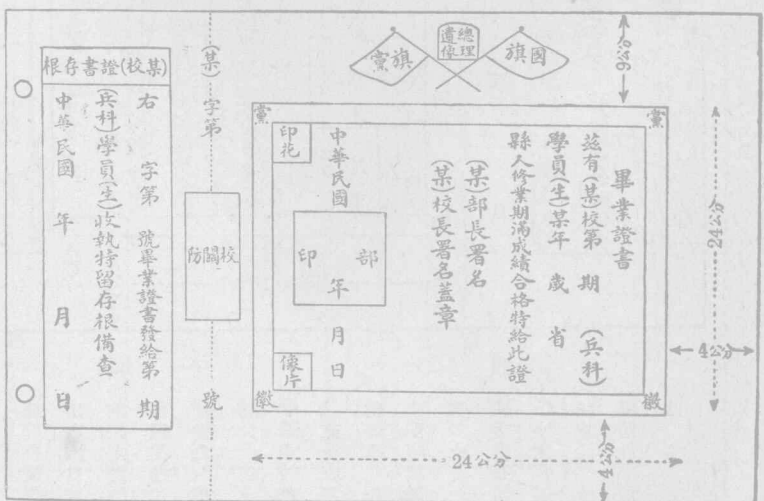 國旗
總理遺像
黨旗
9公分
24公分
4公分
4公分
24公分
黨
黨
徽
徽
畢業證書
茲有(某)校第　期　(兵科)
學員(生)某年　歲　省
縣人修業期滿成績合格特給此證
(某)部長署名
(某)校長署名蓋章
中華民國　年　月　日
部印
印花
像片
(某)字第　號
校關防
(某校)證書存根
右　字第　號畢業證書發給第　期
(兵科)學員(生)收執特留存根備查
中華民國　年　月　日